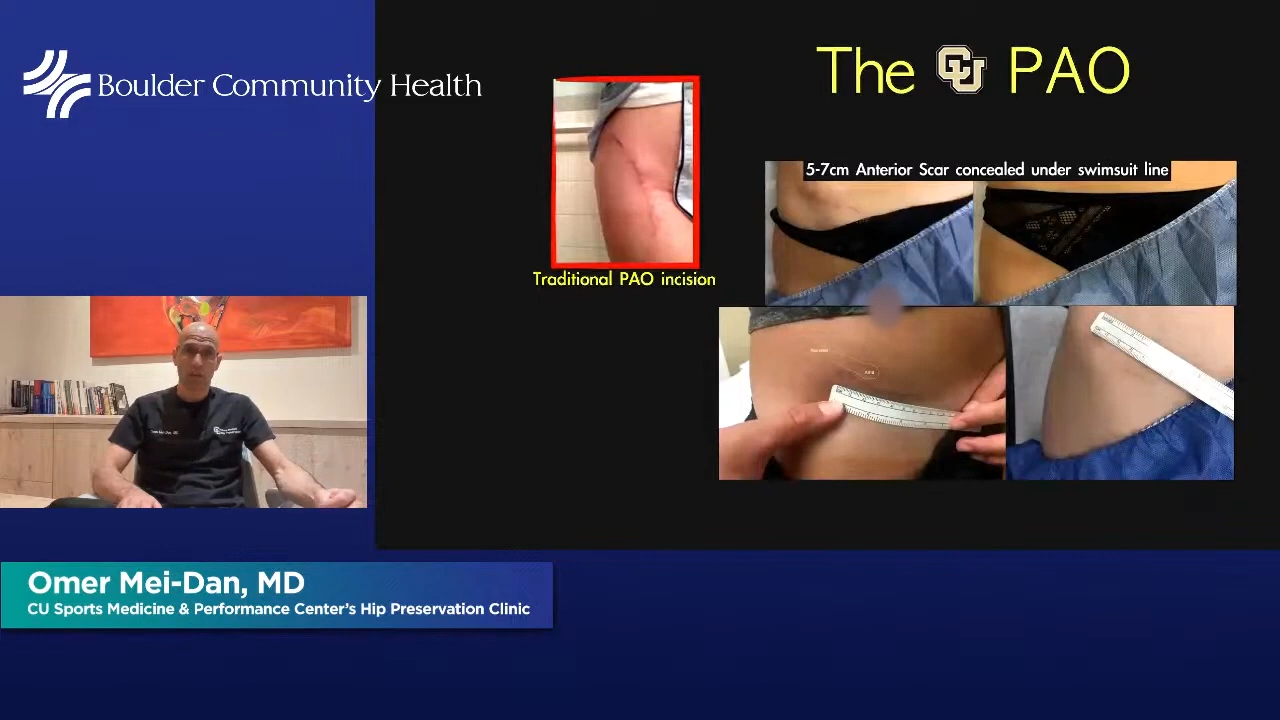 Boulder Community Health
The CU PAO
5-7cm Anterior Scar concealed under swimsuit line
Traditional PAO incision
Omer Mei-Dan, MD
CU Sports Medicine & Performance Center's Hip Preservation Clinic